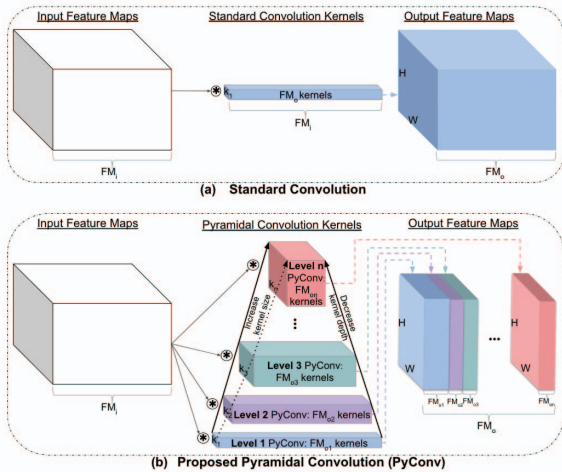 Input Feature Maps
Standard Convolution Kernels
Output Feature Maps
K₁
FMₒ kernels
FMᵢ
H
W
FMᵢ
FMₒ
(a) Standard Convolution
Input Feature Maps
Pyramidal Convolution Kernels
Output Feature Maps
Level n
PyConv
FMₒₙ
kernels
Increase
kernel size
Decrease
kernel depth
Level 3 PyConv:
FMₒ₃ kernels
Level 2 PyConv: FMₒ₂ kernels
Level 1 PyConv: FMₒ₁ kernels
Kₙ
K₃
K₂
K₁
H
W
H
W
FMᵢ
FMₒ₁
FMₒ₂
FMₒ₃
FMₒₙ
FMₒ
(b) Proposed Pyramidal Convolution (PyConv)